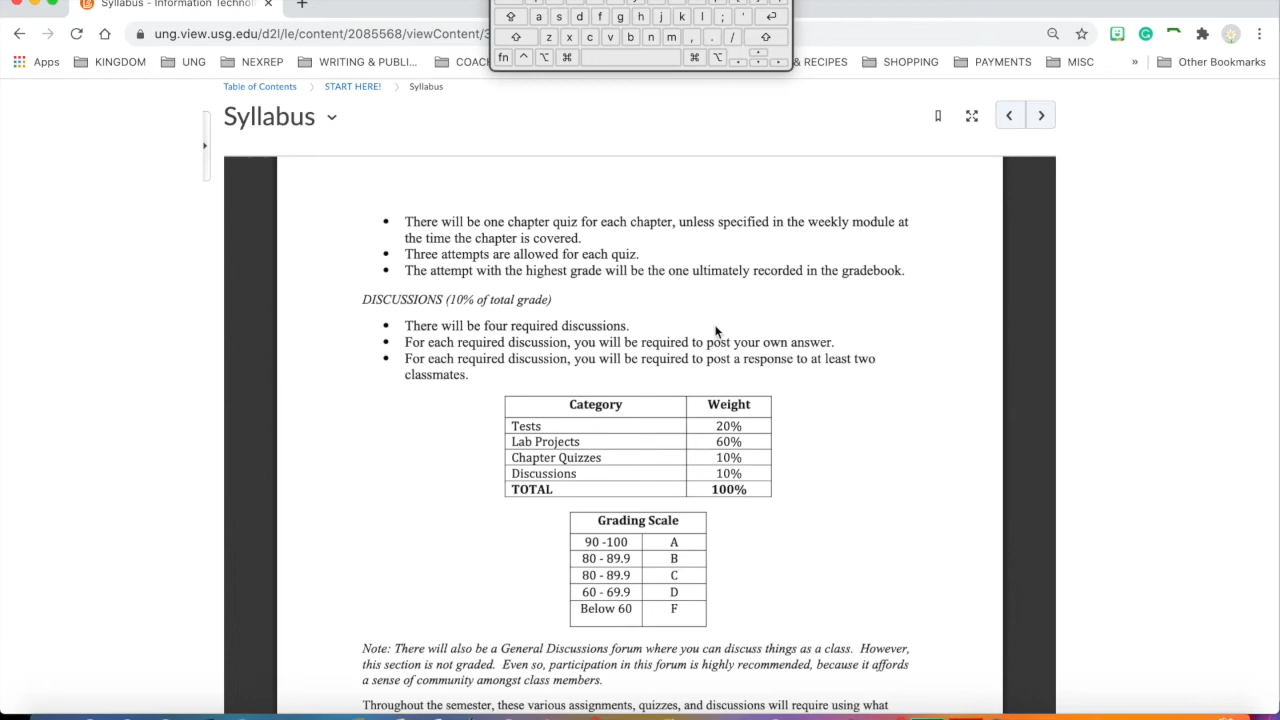 Syllabus - Information Technolo
a s d f g h j k l ; '
ung.view.usg.edu/d2l/le/content/2085568/viewContent/3
z x c v b n m , . /
fn
Apps KINGDOM UNG NEXREP WRITING & PUBLI... COAC & RECIPES SHOPPING PAYMENTS MISC » Other Bookmarks
Table of Contents START HERE! Syllabus
Syllabus
• There will be one chapter quiz for each chapter, unless specified in the weekly module at
the time the chapter is covered.
• Three attempts are allowed for each quiz.
• The attempt with the highest grade will be the one ultimately recorded in the gradebook.
DISCUSSIONS (10% of total grade)
• There will be four required discussions.
• For each required discussion, you will be required to post your own answer.
• For each required discussion, you will be required to post a response to at least two
classmates.
Category Weight
Tests 20%
Lab Projects 60%
Chapter Quizzes 10%
Discussions 10%
TOTAL 100%
Grading Scale
90 -100 A
80 - 89.9 B
80 - 89.9 C
60 - 69.9 D
Below 60 F
Note: There will also be a General Discussions forum where you can discuss things as a class. However,
this section is not graded. Even so, participation in this forum is highly recommended, because it affords
a sense of community amongst class members.
Throughout the semester, these various assignments, quizzes, and discussions will require using what